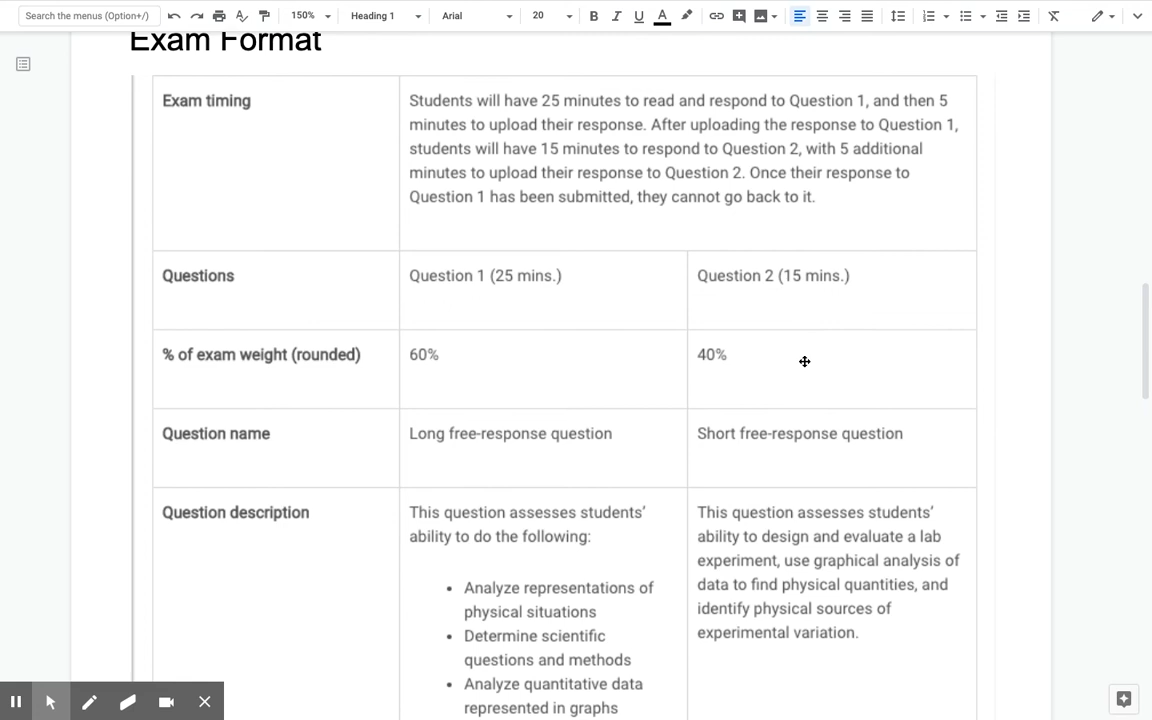 Search the menus (Option+/)
150%
Heading 1
Arial
20
B
I
U
A
Exam Format
Exam timing
Students will have 25 minutes to read and respond to Question 1, and then 5
minutes to upload their response. After uploading the response to Question 1,
students will have 15 minutes to respond to Question 2, with 5 additional
minutes to upload their response to Question 2. Once their response to
Question 1 has been submitted, they cannot go back to it.
Questions
Question 1 (25 mins.)
Question 2 (15 mins.)
% of exam weight (rounded)
60%
40%
Question name
Long free-response question
Short free-response question
Question description
This question assesses students’
ability to do the following:
• Analyze representations of
physical situations
• Determine scientific
questions and methods
• Analyze quantitative data
represented in graphs
This question assesses students’
ability to design and evaluate a lab
experiment, use graphical analysis of
data to find physical quantities, and
identify physical sources of
experimental variation.